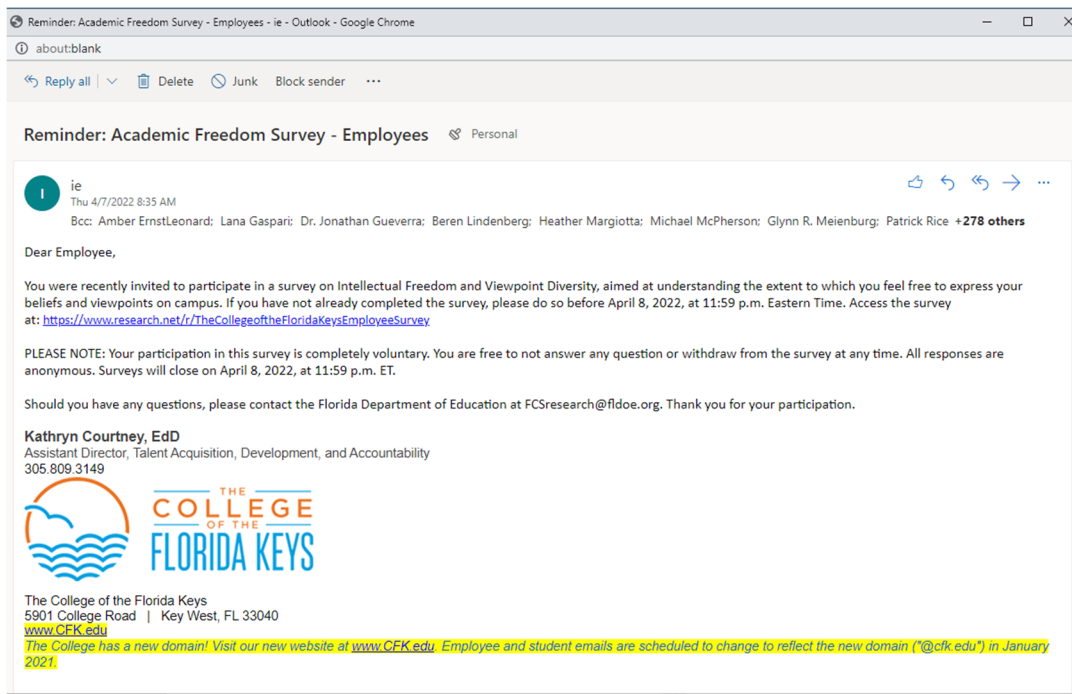 Reminder: Academic Freedom Survey - Employees - ie - Outlook - Google Chrome
about:blank
Reply all Delete Junk Block sender ...
Reminder: Academic Freedom Survey - Employees Personal
I
ie
Thu 4/7/2022 8:35 AM
Bcc: Amber ErnstLeonard; Lana Gaspari; Dr. Jonathan Gueverra; Beren Lindenberg; Heather Margiotta; Michael McPherson; Glynn R. Meienburg; Patrick Rice +278 others
Dear Employee,
You were recently invited to participate in a survey on Intellectual Freedom and Viewpoint Diversity, aimed at understanding the extent to which you feel free to express your
beliefs and viewpoints on campus. If you have not already completed the survey, please do so before April 8, 2022, at 11:59 p.m. Eastern Time. Access the survey
at: https://www.research.net/r/TheCollegeoftheFloridaKeysEmployeeSurvey
PLEASE NOTE: Your participation in this survey is completely voluntary. You are free to not answer any question or withdraw from the survey at any time. All responses are
anonymous. Surveys will close on April 8, 2022, at 11:59 p.m. ET.
Should you have any questions, please contact the Florida Department of Education at FCSresearch@fldoe.org. Thank you for your participation.
Kathryn Courtney, EdD
Assistant Director, Talent Acquisition, Development, and Accountability
305.809.3149
THE
COLLEGE
OF THE
FLORIDA KEYS
The College of the Florida Keys
5901 College Road | Key West, FL 33040
www.CFK.edu
The College has a new domain! Visit our new website at www.CFK.edu. Employee and student emails are scheduled to change to reflect the new domain ("@cfk.edu") in January
2021.